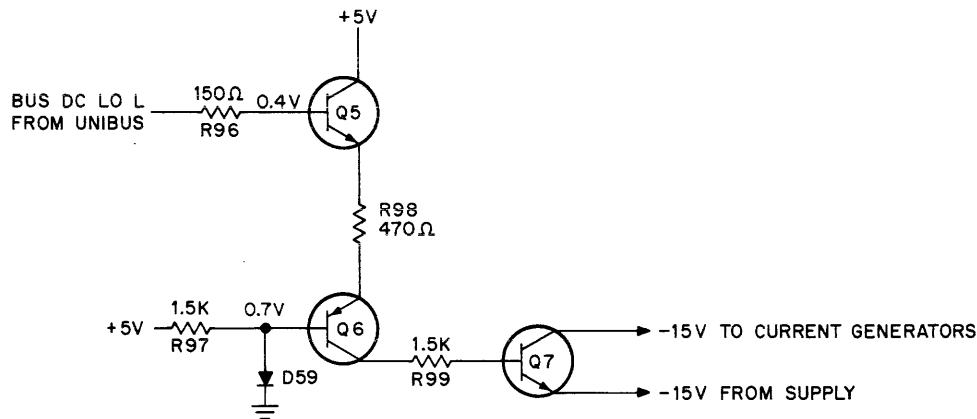 +5V
BUS DC LO L
FROM UNIBUS
150Ω
R96
0.4V
Q5
R98
470Ω
+5V
1.5K
R97
0.7V
Q6
D59
1.5K
R99
Q7
-15V TO CURRENT GENERATORS
-15V FROM SUPPLY